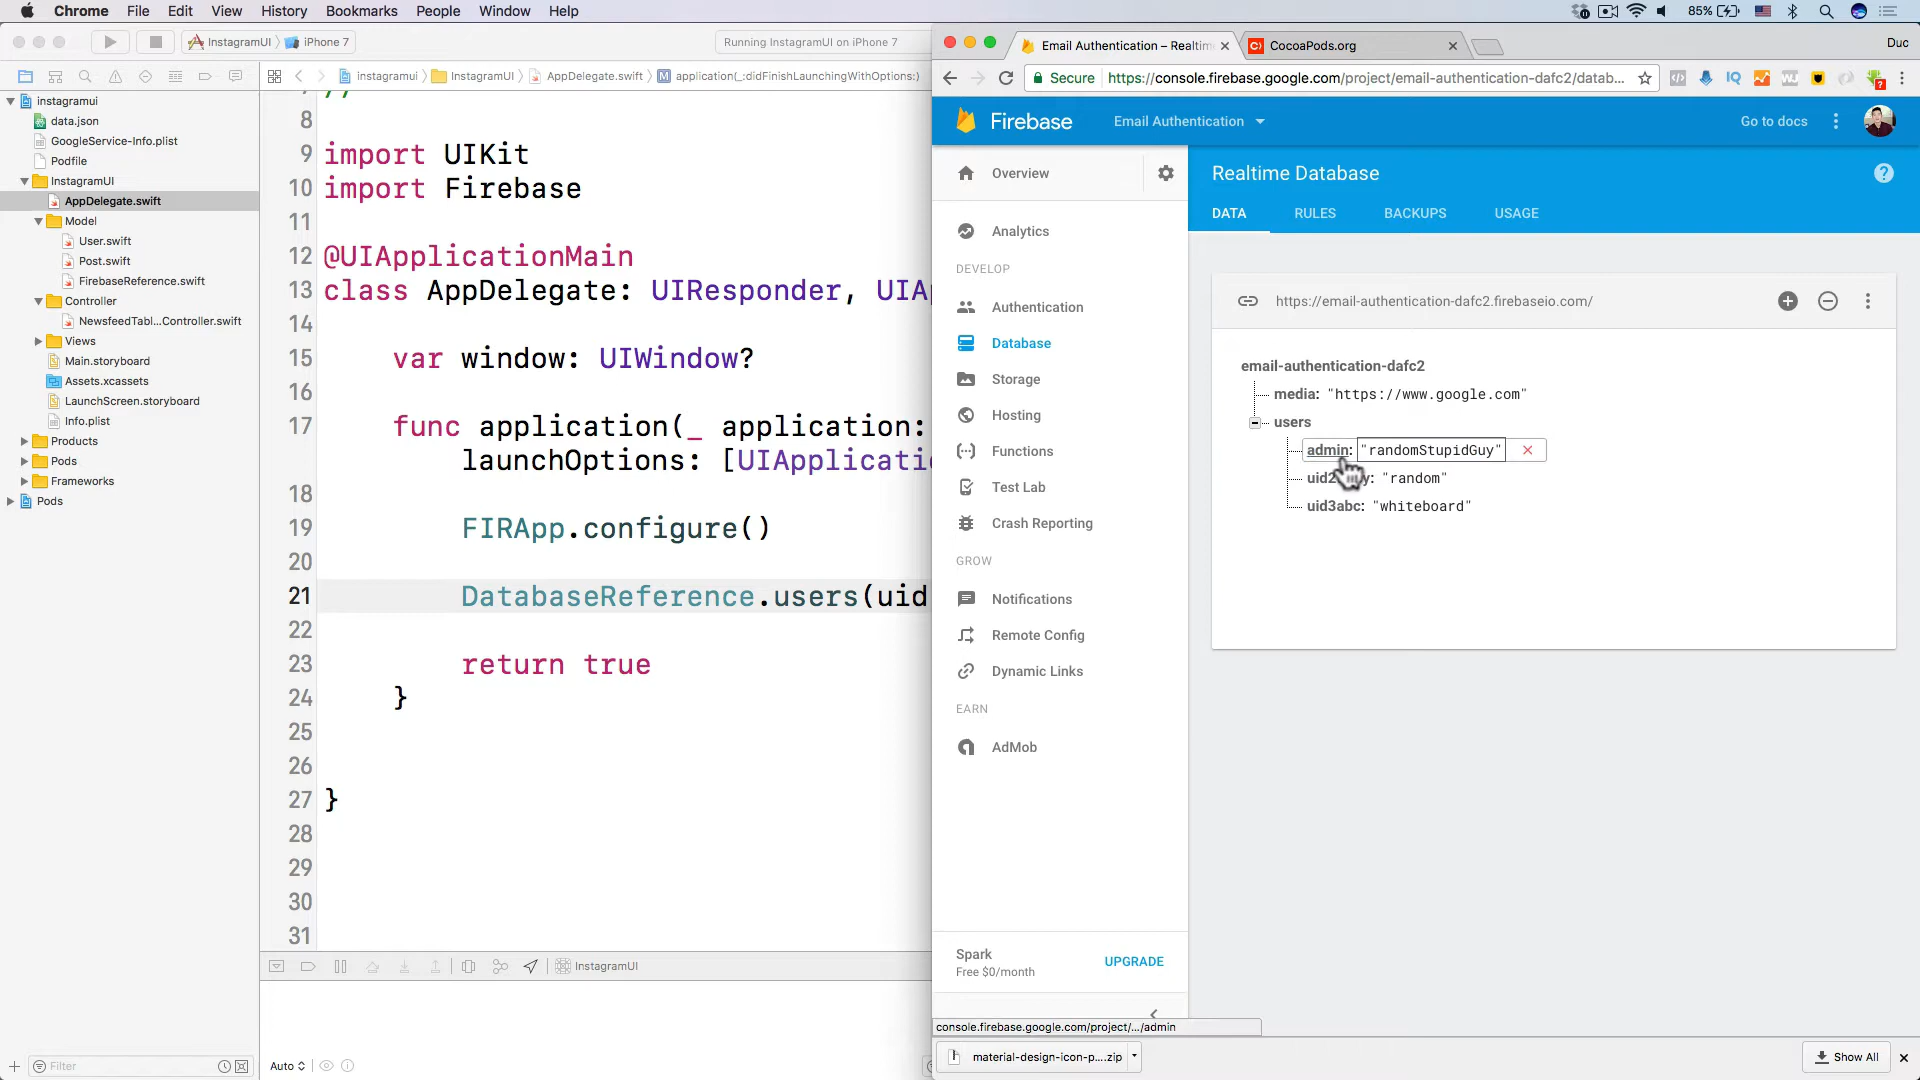 Chrome File Edit View History Bookmarks People Window Help
85%
InstagramUI iPhone 7
Running InstagramUI on iPhone 7
instagramui InstagramUI AppDelegate.swift M application(_:didFinishLaunchingWithOptions:)
instagramui
data.json
GoogleService-Info.plist
Podfile
InstagramUI
AppDelegate.swift
Model
User.swift
Post.swift
FirebaseReference.swift
Controller
NewsfeedTabl...Controller.swift
Views
Main.storyboard
Assets.xcassets
LaunchScreen.storyboard
Info.plist
Products
Pods
Frameworks
Pods
Filter
//
8
9 import UIKit
10 import Firebase
11
12 @UIApplicationMain
13 class AppDelegate: UIResponder, UIA
14
15 var window: UIWindow?
16
17 func application(_ application:
launchOptions: [UIApplicati
18
19 FIRApp.configure()
20
21 DatabaseReference.users(uid
22
23 return true
24 }
25
26
27 }
28
29
30
31
InstagramUI
Auto
Email Authentication – Realtim
CocoaPods.org
Duc
Secure https://console.firebase.google.com/project/email-authentication-dafc2/datab...
Firebase
Email Authentication
Go to docs
Overview
Analytics
DEVELOP
Authentication
Database
Storage
Hosting
Functions
Test Lab
Crash Reporting
GROW
Notifications
Remote Config
Dynamic Links
EARN
AdMob
Spark
Free $0/month
UPGRADE
Realtime Database
DATA RULES BACKUPS USAGE
https://email-authentication-dafc2.firebaseio.com/
email-authentication-dafc2
media: "https://www.google.com"
users
admin: "randomStupidGuy"
"random"
uid3abc: "whiteboard"
console.firebase.google.com/project/.../admin
material-design-icon-p....zip
Show All